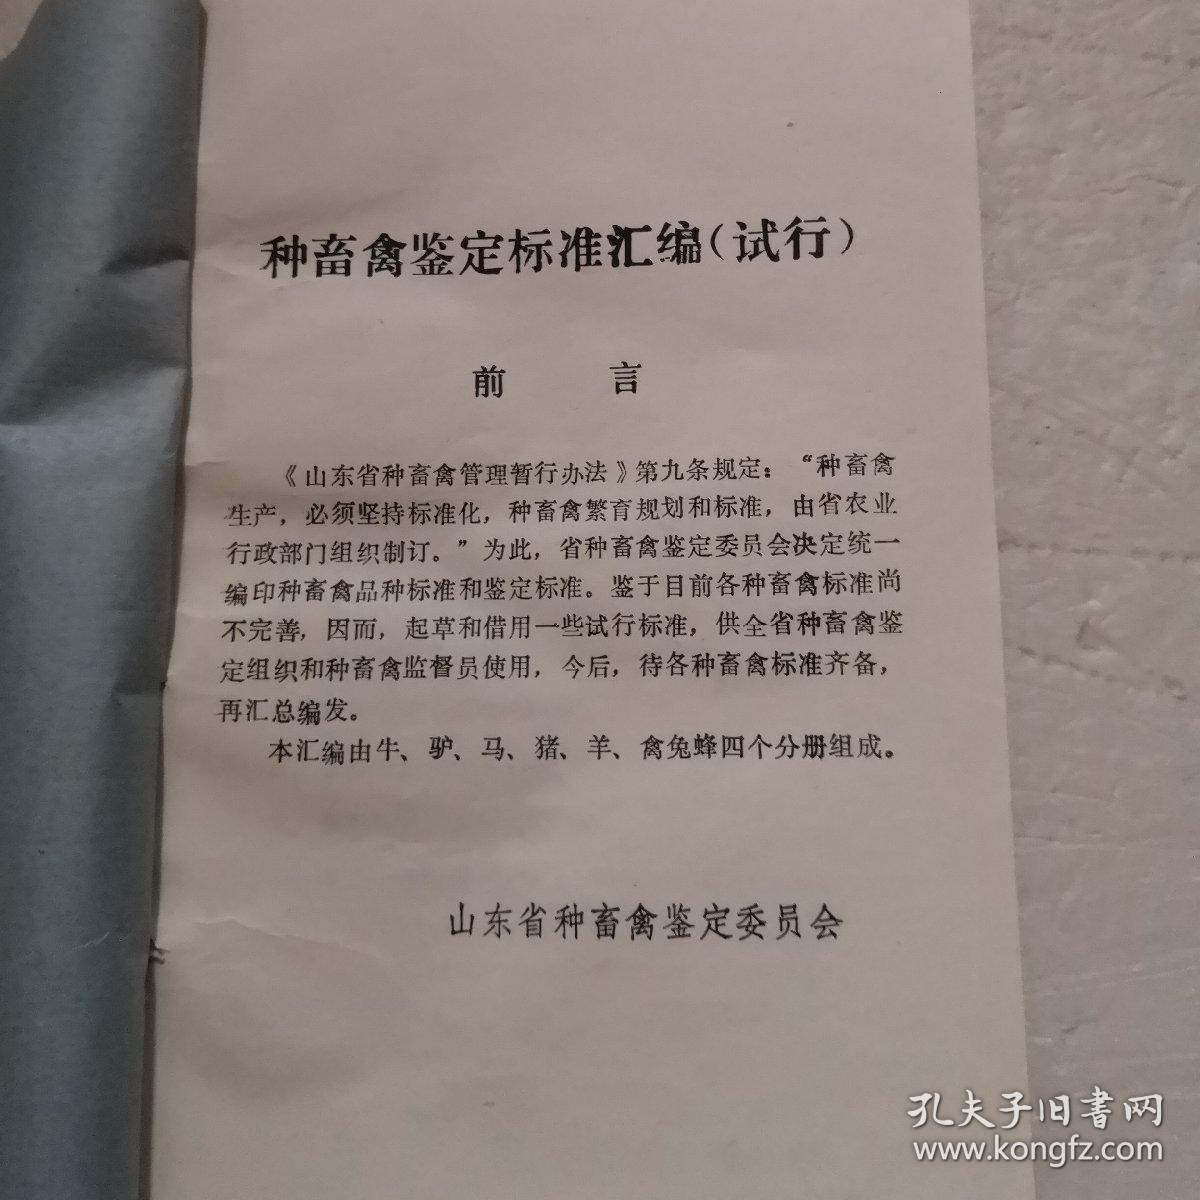 种畜禽鉴定标准汇编（试行）
前言
《山东省种畜禽管理暂行办法》第九条规定：“种畜禽
生产，必须坚持标准化，种畜禽繁育规划和标准，由省农业
行政部门组织制订。”为此，省种畜禽鉴定委员会决定统一
编印种畜禽品种标准和鉴定标准。鉴于目前各种畜禽标准尚
不完善，因而，起草和借用一些试行标准，供全省种畜禽鉴
定组织和种畜禽监督员使用，今后，待各种畜禽标准齐备，
再汇总编发。
本汇编由牛、驴、马、猪、羊、禽兔蜂四个分册组成。
山东省种畜禽鉴定委员会
孔夫子旧書网
www.kongfz.com